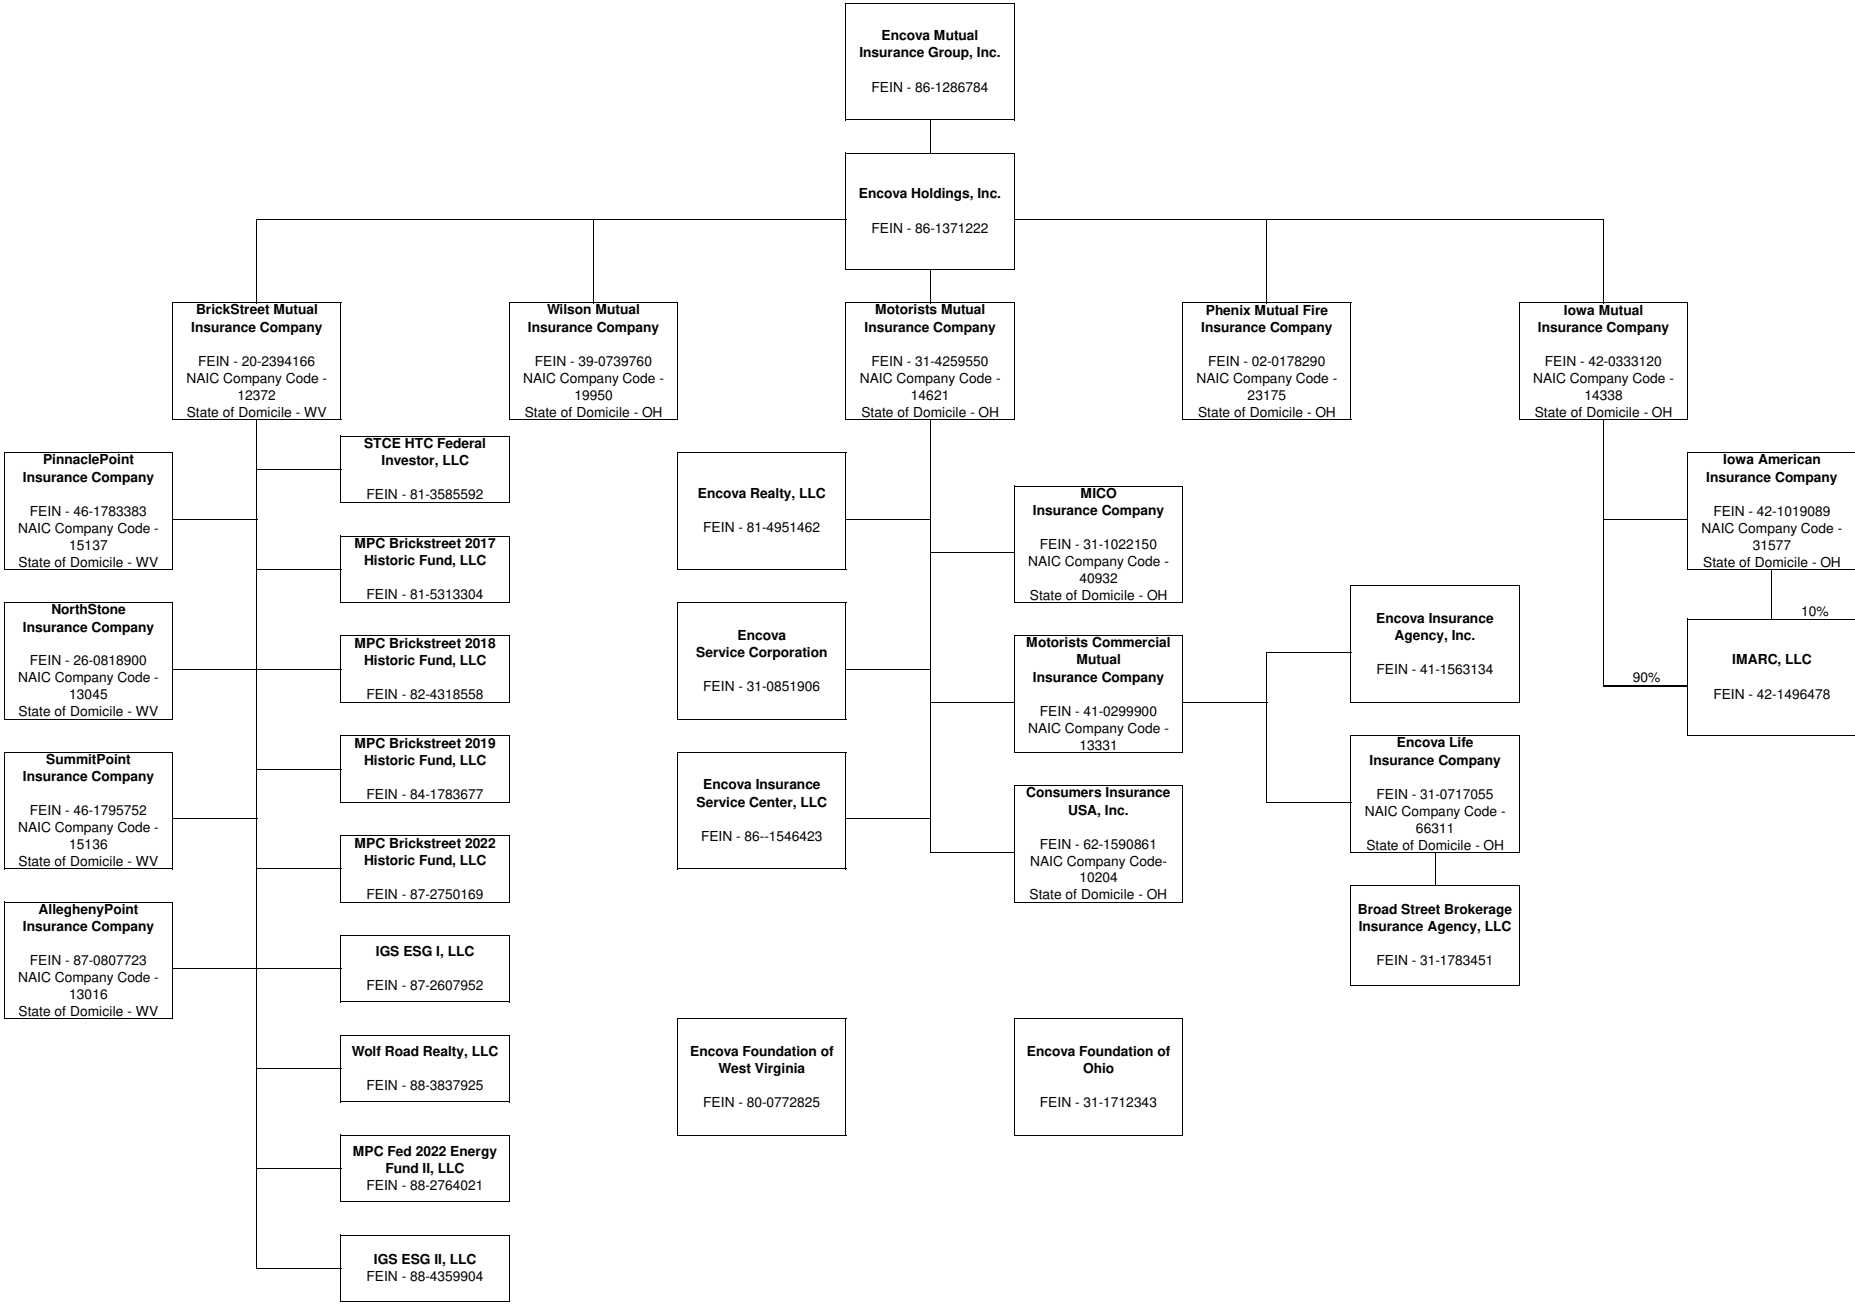 Encova Mutual
Insurance Group, Inc.
FEIN - 86-1286784
Encova Holdings, Inc.
FEIN - 86-1371222
BrickStreet Mutual
Insurance Company
FEIN - 20-2394166
NAIC Company Code -
12372
State of Domicile - WV
Wilson Mutual
Insurance Company
FEIN - 39-0739760
NAIC Company Code -
19950
State of Domicile - OH
Motorists Mutual
Insurance Company
FEIN - 31-4259550
NAIC Company Code -
14621
State of Domicile - OH
Phenix Mutual Fire
Insurance Company
FEIN - 02-0178290
NAIC Company Code -
23175
State of Domicile - OH
Iowa Mutual
Insurance Company
FEIN - 42-0333120
NAIC Company Code -
14338
State of Domicile - OH
PinnaclePoint
Insurance Company
FEIN - 46-1783383
NAIC Company Code -
15137
State of Domicile - WV
NorthStone
Insurance Company
FEIN - 26-0818900
NAIC Company Code -
13045
State of Domicile - WV
SummitPoint
Insurance Company
FEIN - 46-1795752
NAIC Company Code -
15136
State of Domicile - WV
AlleghenyPoint
Insurance Company
FEIN - 87-0807723
NAIC Company Code -
13016
State of Domicile - WV
STCE HTC Federal
Investor, LLC
FEIN - 81-3585592
MPC Brickstreet 2017
Historic Fund, LLC
FEIN - 81-5313304
MPC Brickstreet 2018
Historic Fund, LLC
FEIN - 82-4318558
MPC Brickstreet 2019
Historic Fund, LLC
FEIN - 84-1783677
MPC Brickstreet 2022
Historic Fund, LLC
FEIN - 87-2750169
IGS ESG I, LLC
FEIN - 87-2607952
Wolf Road Realty, LLC
FEIN - 88-3837925
MPC Fed 2022 Energy
Fund II, LLC
FEIN - 88-2764021
IGS ESG II, LLC
FEIN - 88-4359904
Encova Realty, LLC
FEIN - 81-4951462
Encova
Service Corporation
FEIN - 31-0851906
Encova Insurance
Service Center, LLC
FEIN - 86--1546423
MICO
Insurance Company
FEIN - 31-1022150
NAIC Company Code -
40932
State of Domicile - OH
Motorists Commercial
Mutual
Insurance Company
FEIN - 41-0299900
NAIC Company Code -
13331
Consumers Insurance
USA, Inc.
FEIN - 62-1590861
NAIC Company Code-
10204
State of Domicile - OH
Encova Insurance
Agency, Inc.
FEIN - 41-1563134
Encova Life
Insurance Company
FEIN - 31-0717055
NAIC Company Code -
66311
State of Domicile - OH
Broad Street Brokerage
Insurance Agency, LLC
FEIN - 31-1783451
Iowa American
Insurance Company
FEIN - 42-1019089
NAIC Company Code -
31577
State of Domicile - OH
10%
90%
IMARC, LLC
FEIN - 42-1496478
Encova Foundation of
West Virginia
FEIN - 80-0772825
Encova Foundation of
Ohio
FEIN - 31-1712343